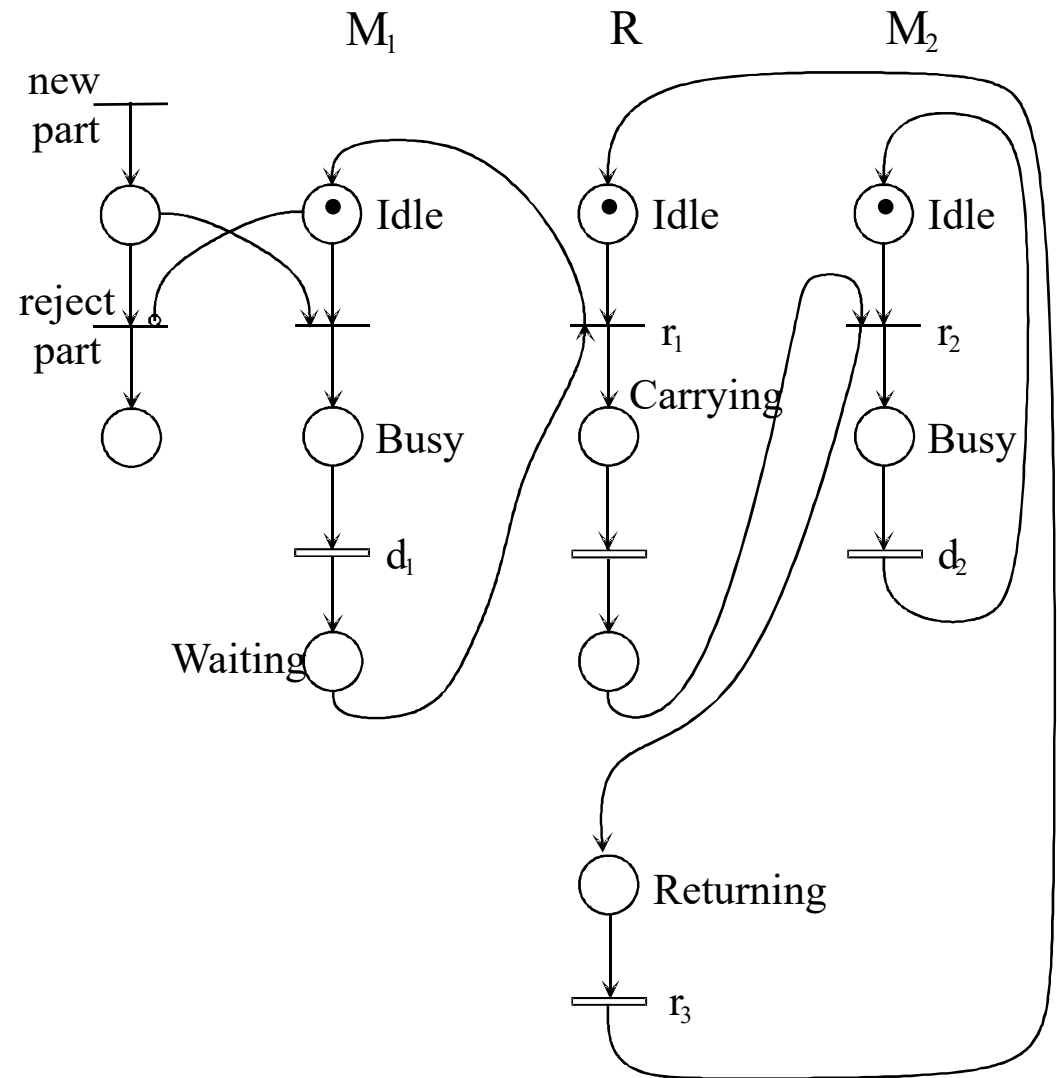 M₁ R M₂
new
part
Idle Idle Idle
reject
part
r₁ r₂
Carrying
Busy Busy
d₁ d₂
Waiting
Returning
r₃